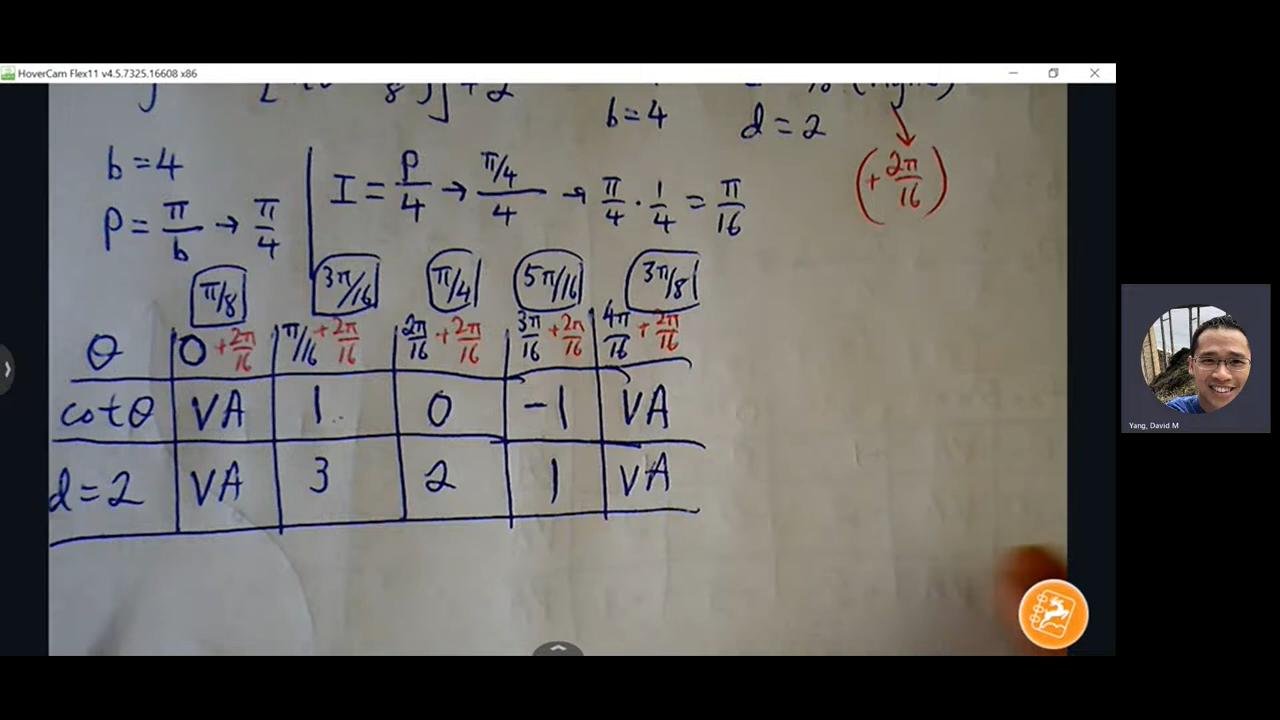 HoverCam Flex11 v4.5.7325.16608 x86
8 ] ] + 2
b = 4 d = 2
b = 4
I = P/4 → (π/4)/4 → π/4 · 1/4 = π/16 (+ 2π/16)
P = π/b → π/4
π/8 3π/16 π/4 5π/16 3π/8
θ 0 + 2π/16 π/16 + 2π/16 2π/16 + 2π/16 3π/16 + 2π/16 4π/16 + 2π/16
cot θ VA 1 0 -1 VA
d = 2 VA 3 2 1 VA
Yang, David M